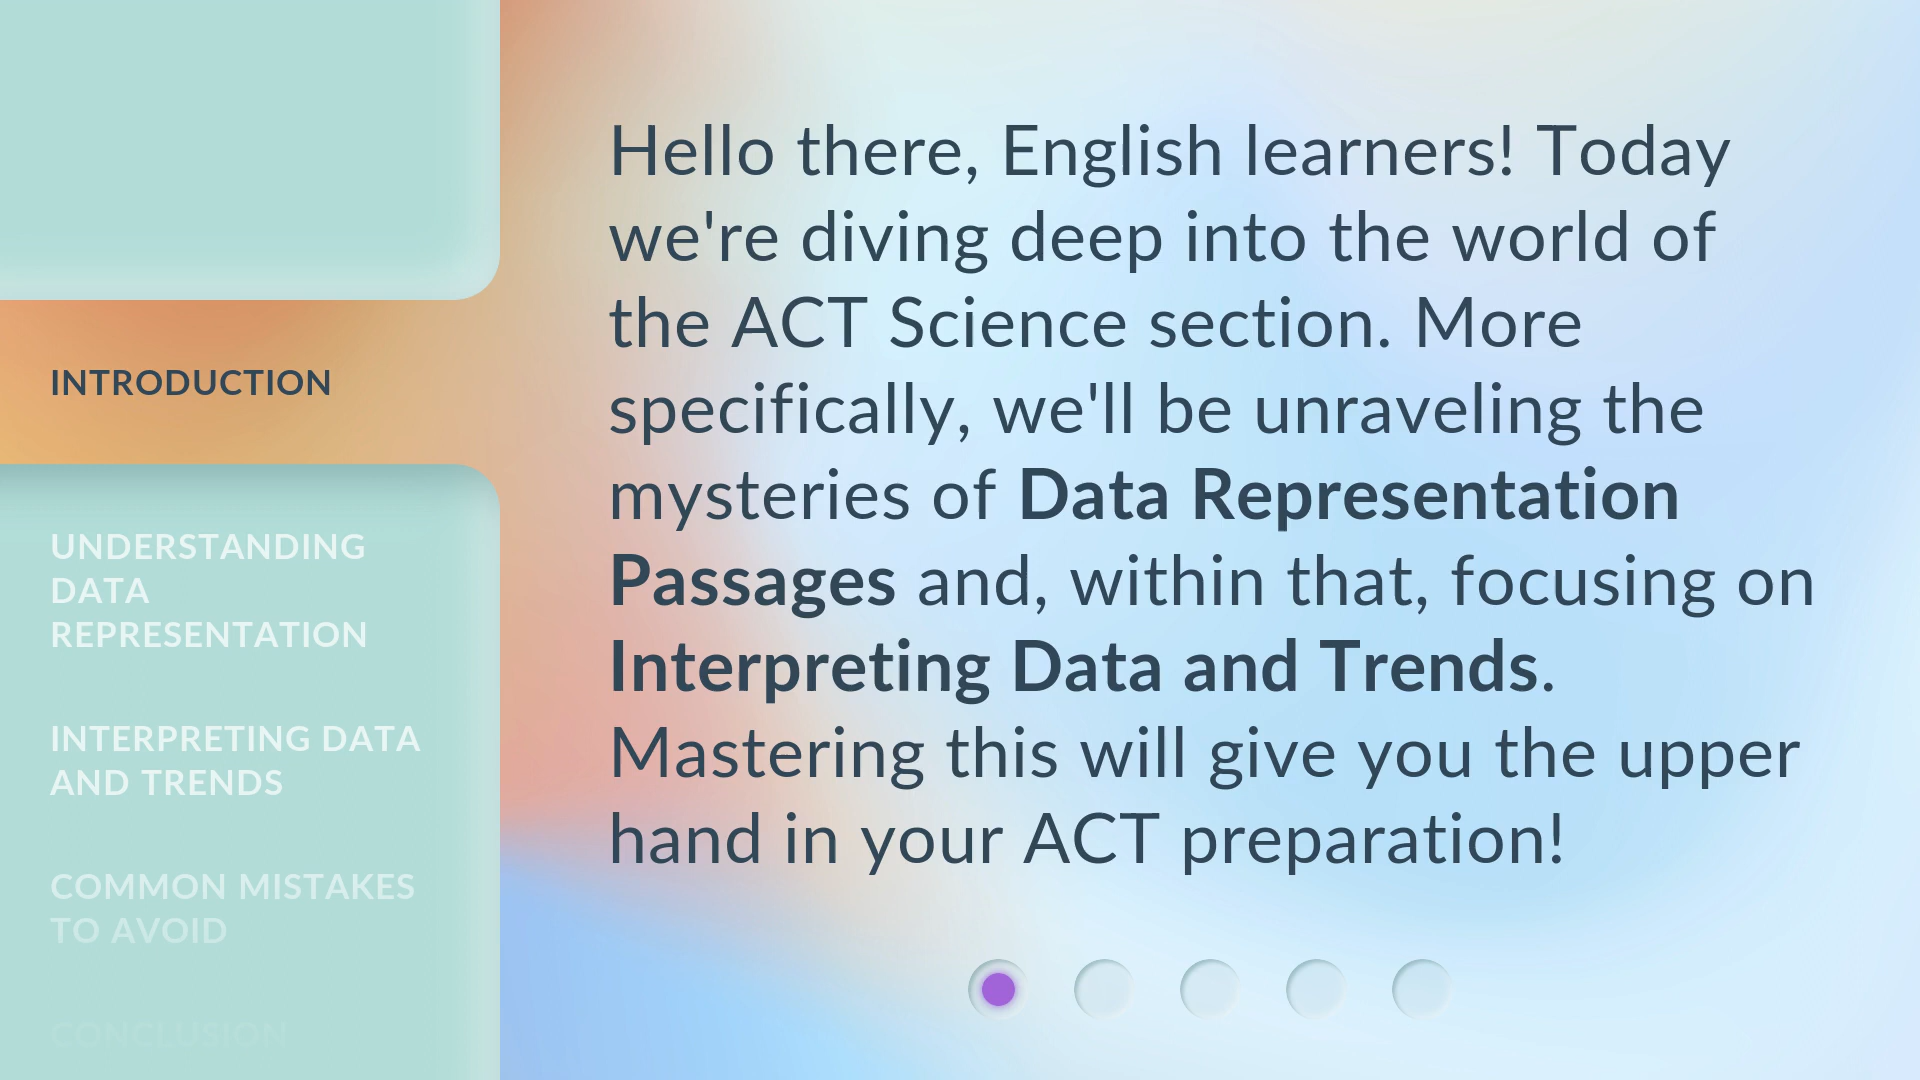 INTRODUCTION
UNDERSTANDING
DATA
REPRESENTATION
INTERPRETING DATA
AND TRENDS
COMMON MISTAKES
TO AVOID
CONCLUSION
Hello there, English learners! Today
we're diving deep into the world of
the ACT Science section. More
specifically, we'll be unraveling the
mysteries of Data Representation
Passages and, within that, focusing on
Interpreting Data and Trends.
Mastering this will give you the upper
hand in your ACT preparation!